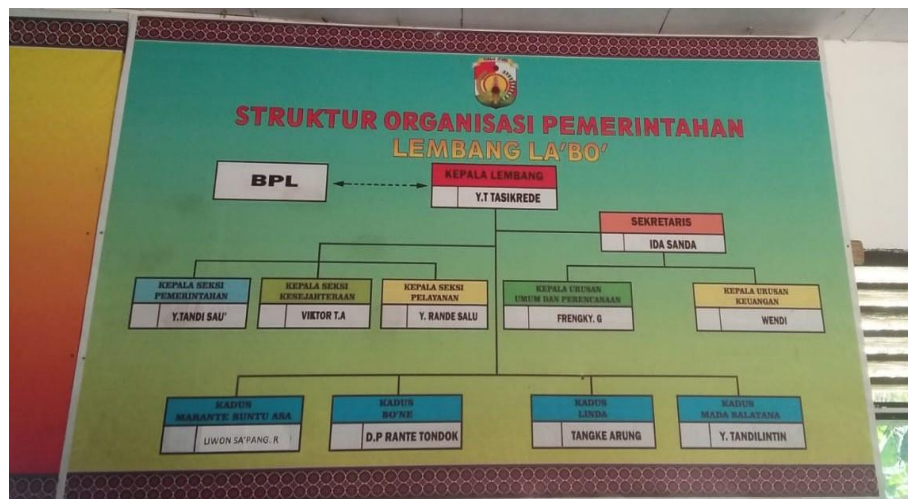 STRUKTUR ORGANISASI PEMERINTAHAN
LEMBANG LA'BO'
BPL
KEPALA LEMBANG
Y.T TASIKREDE
SEKRETARIS
IDA SANDA
KEPALA SEKSI
PEMERINTAHAN
Y.TANDI SAU'
KEPALA SEKSI
KESEJAHTERAAN
VIKTOR T.A
KEPALA SEKSI
PELAYANAN
Y. RANDE SALU
KEPALA URUSAN
UMUM DAN PERENCANAAN
FRENGKY. G
KEPALA URUSAN
KEUANGAN
WENDI
KADUS
MARANTE BUNTU ASA
LIWON SA'PANG. R
KADUS
BO'NE
D.P RANTE TONDOK
KADUS
LINDA
TANGKE ARUNG
KADUS
MADA BALAYANA
Y. TANDILINTIN